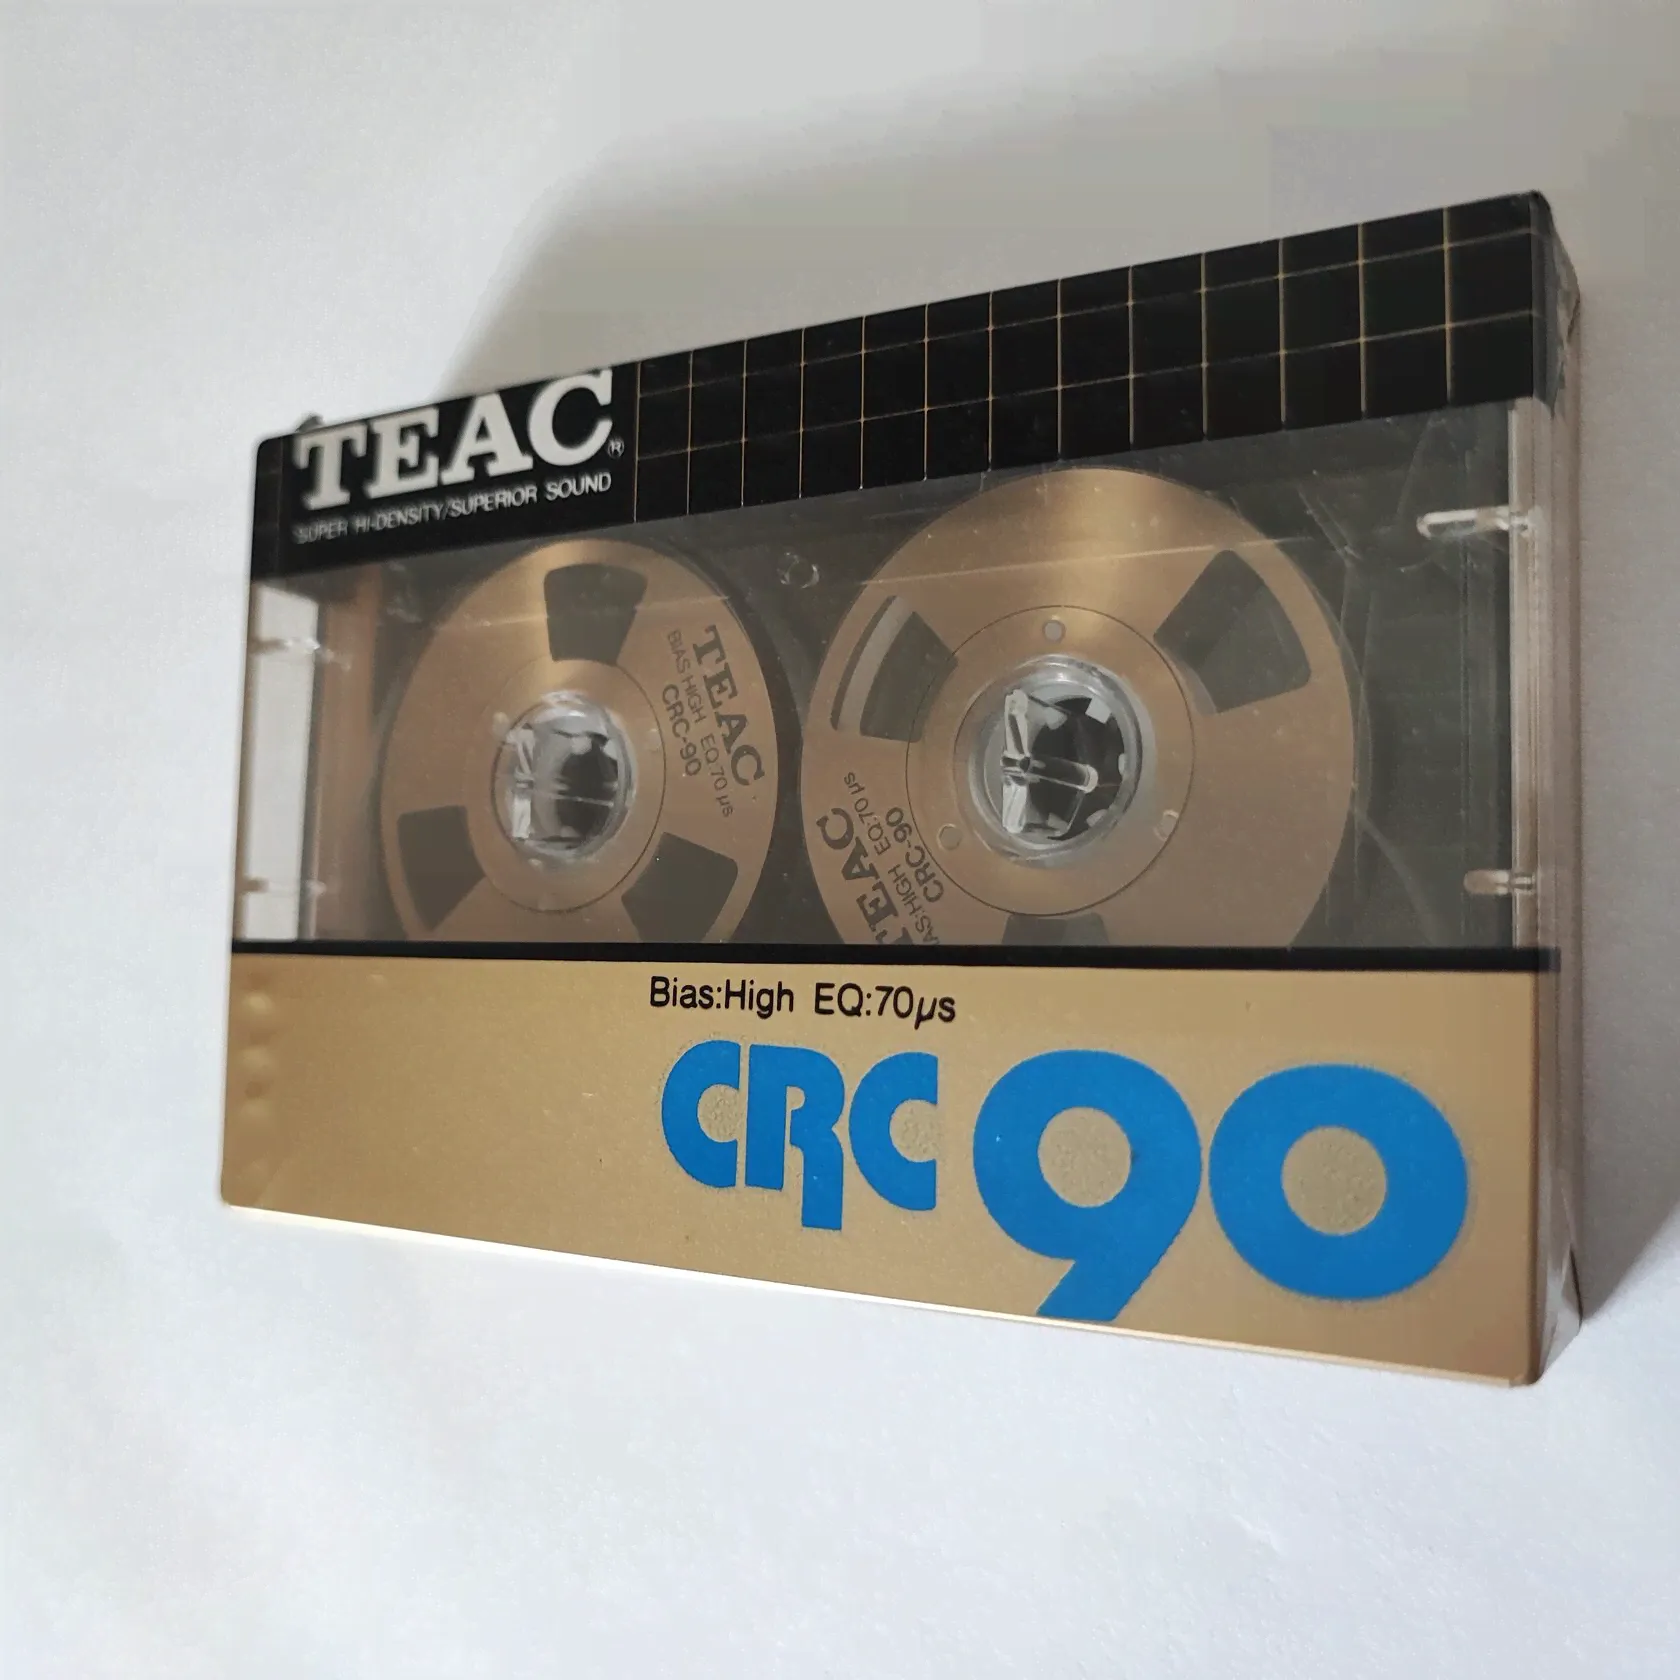 TEAC®
SUPER HI-DENSITY/SUPERIOR SOUND
TEAC
BIAS:HIGH EQ:70μs
CRC-90
TEAC
AS:HIGH EQ:70μs
CRC-90
Bias:High EQ:70μs
CRC 90